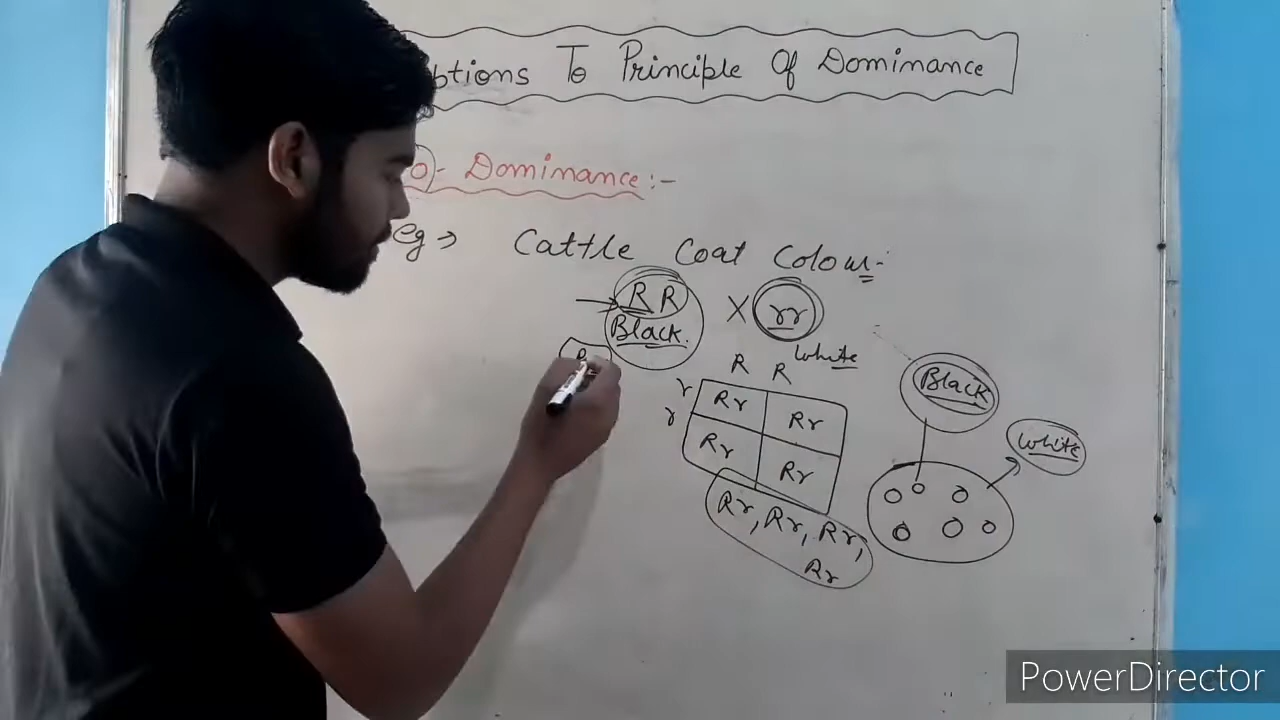 ptions To Principle Of Dominance
o - Dominance :-
eg → Cattle Coat Colour :-
RR X rr
Black. White
R
R R
r Rr Rr
r Rr Rr
Rr, Rr, Rr,
Rr
Black
White
PowerDirector